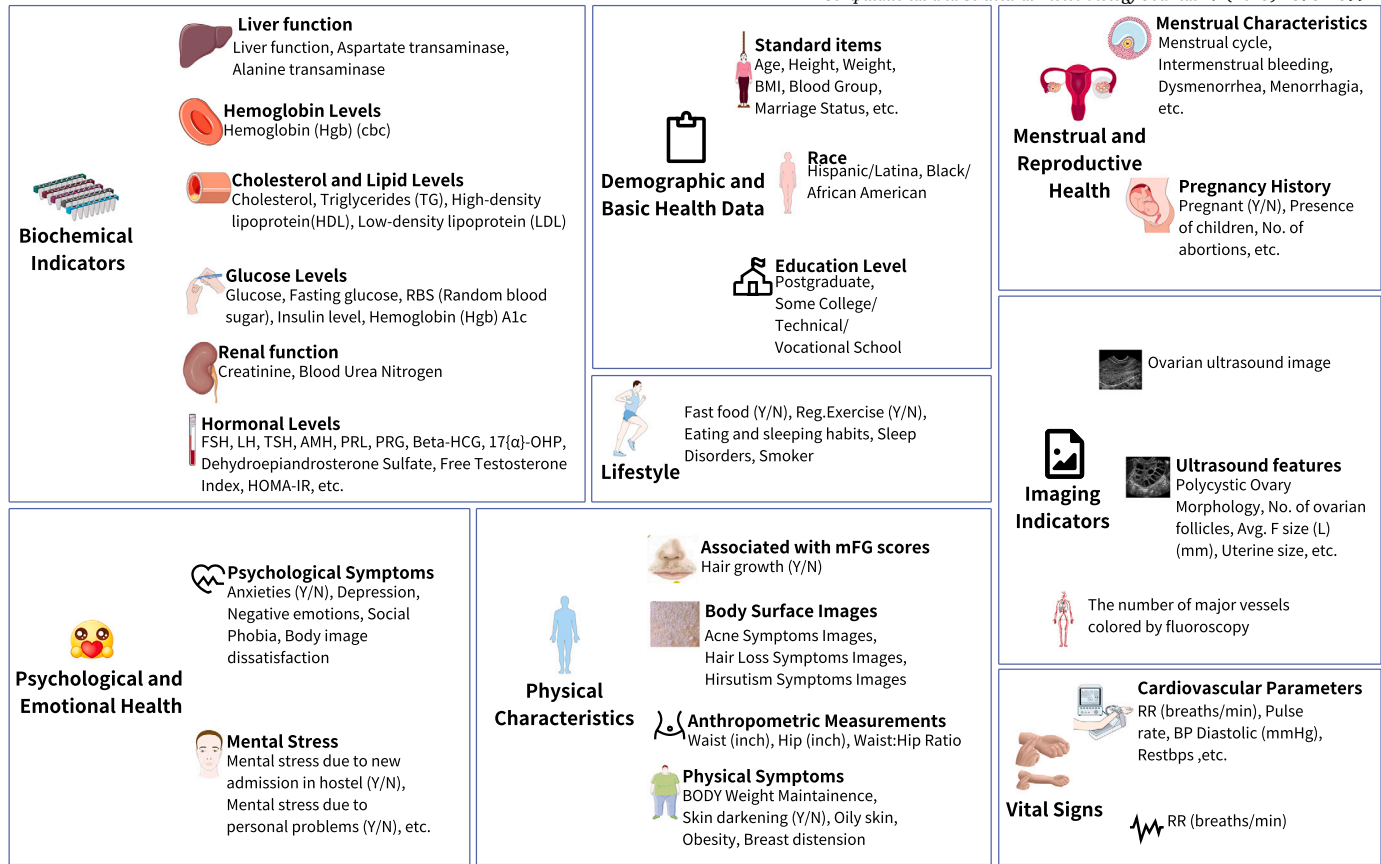 Liver function
Liver function, Aspartate transaminase,
Alanine transaminase
Hemoglobin Levels
Hemoglobin (Hgb) (cbc)
Cholesterol and Lipid Levels
Cholesterol, Triglycerides (TG), High-density
lipoprotein(HDL), Low-density lipoprotein (LDL)
Biochemical
Indicators
Glucose Levels
Glucose, Fasting glucose, RBS (Random blood
sugar), Insulin level, Hemoglobin (Hgb) A1c
Renal function
Creatinine, Blood Urea Nitrogen
Hormonal Levels
FSH, LH, TSH, AMH, PRL, PRG, Beta-HCG, 17{α}-OHP,
Dehydroepiandrosterone Sulfate, Free Testosterone
Index, HOMA-IR, etc.
Standard items
Age, Height, Weight,
BMI, Blood Group,
Marriage Status, etc.
Demographic and
Basic Health Data
Race
Hispanic/Latina, Black/
African American
Education Level
Postgraduate,
Some College/
Technical/
Vocational School
Lifestyle
Fast food (Y/N), Reg.Exercise (Y/N),
Eating and sleeping habits, Sleep
Disorders, Smoker
Menstrual Characteristics
Menstrual cycle,
Intermenstrual bleeding,
Dysmenorrhea, Menorrhagia,
etc.
Menstrual and
Reproductive
Health
Pregnancy History
Pregnant (Y/N), Presence
of children, No. of
abortions, etc.
Ovarian ultrasound image
Imaging
Indicators
Ultrasound features
Polycystic Ovary
Morphology, No. of ovarian
follicles, Avg. F size (L)
(mm), Uterine size, etc.
The number of major vessels
colored by fluoroscopy
Psychological and
Emotional Health
Psychological Symptoms
Anxieties (Y/N), Depression,
Negative emotions, Social
Phobia, Body image
dissatisfaction
Mental Stress
Mental stress due to new
admission in hostel (Y/N),
Mental stress due to
personal problems (Y/N), etc.
Physical
Characteristics
Associated with mFG scores
Hair growth (Y/N)
Body Surface Images
Acne Symptoms Images,
Hair Loss Symptoms Images,
Hirsutism Symptoms Images
Anthropometric Measurements
Waist (inch), Hip (inch), Waist:Hip Ratio
Physical Symptoms
BODY Weight Maintainence,
Skin darkening (Y/N), Oily skin,
Obesity, Breast distension
Vital Signs
Cardiovascular Parameters
RR (breaths/min), Pulse
rate, BP Diastolic (mmHg),
Restbps ,etc.
RR (breaths/min)